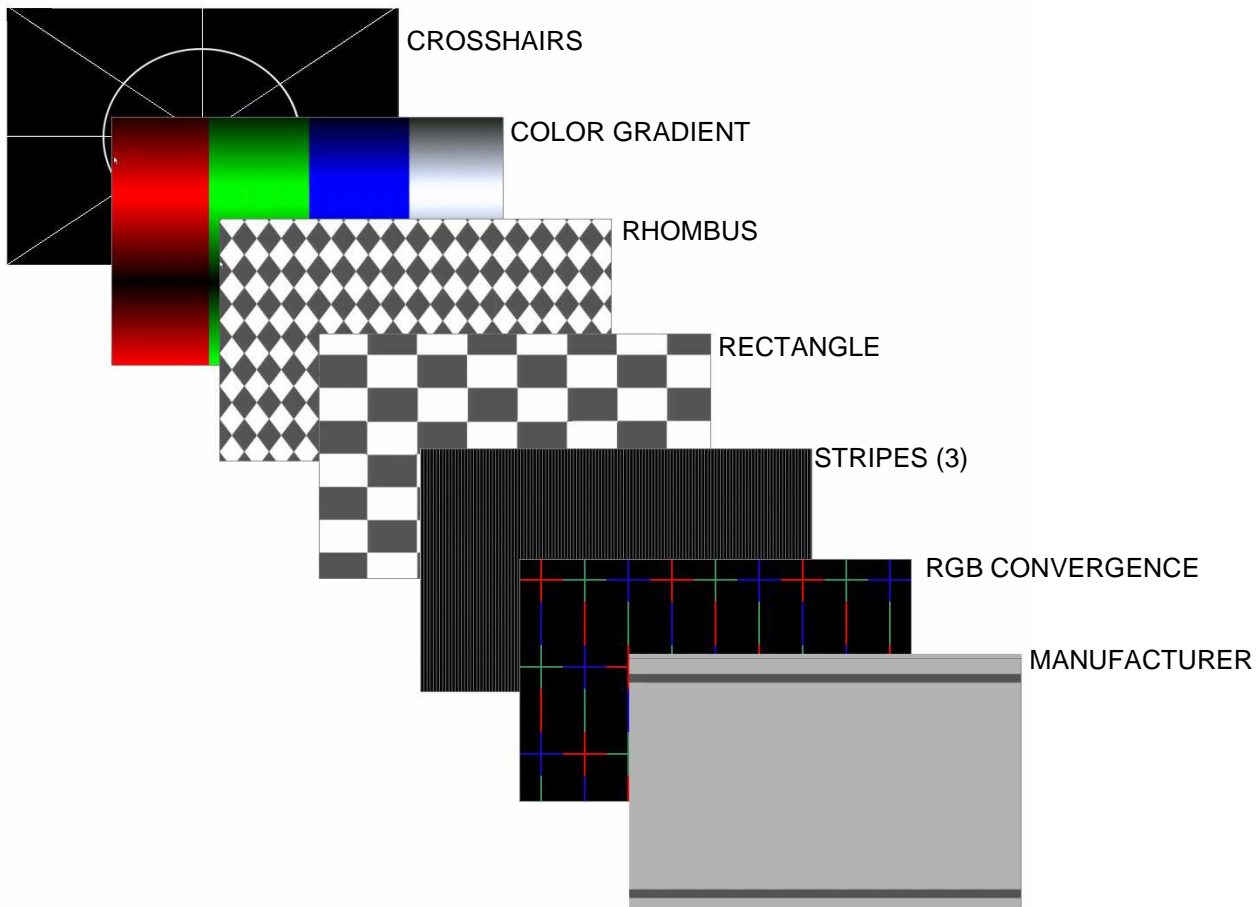 CROSSHAIRS
COLOR GRADIENT
RHOMBUS
RECTANGLE
STRIPES (3)
RGB CONVERGENCE
MANUFACTURER